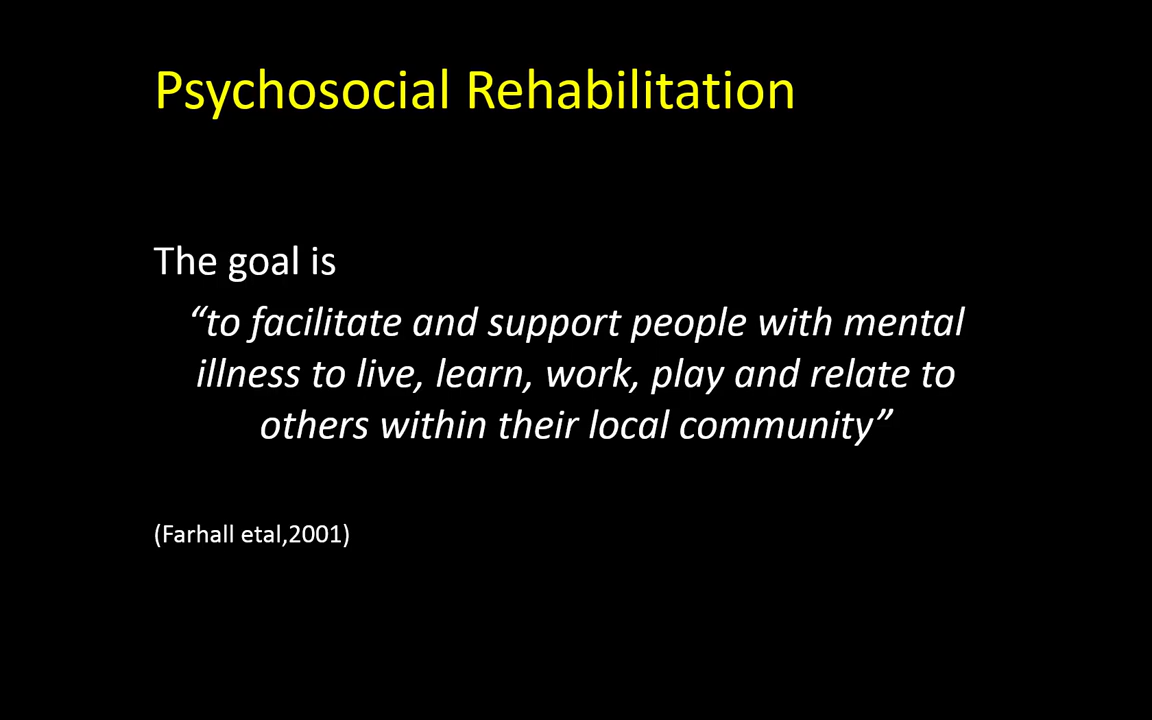 Psychosocial Rehabilitation
The goal is
“to facilitate and support people with mental
illness to live, learn, work, play and relate to
others within their local community”
(Farhall etal,2001)